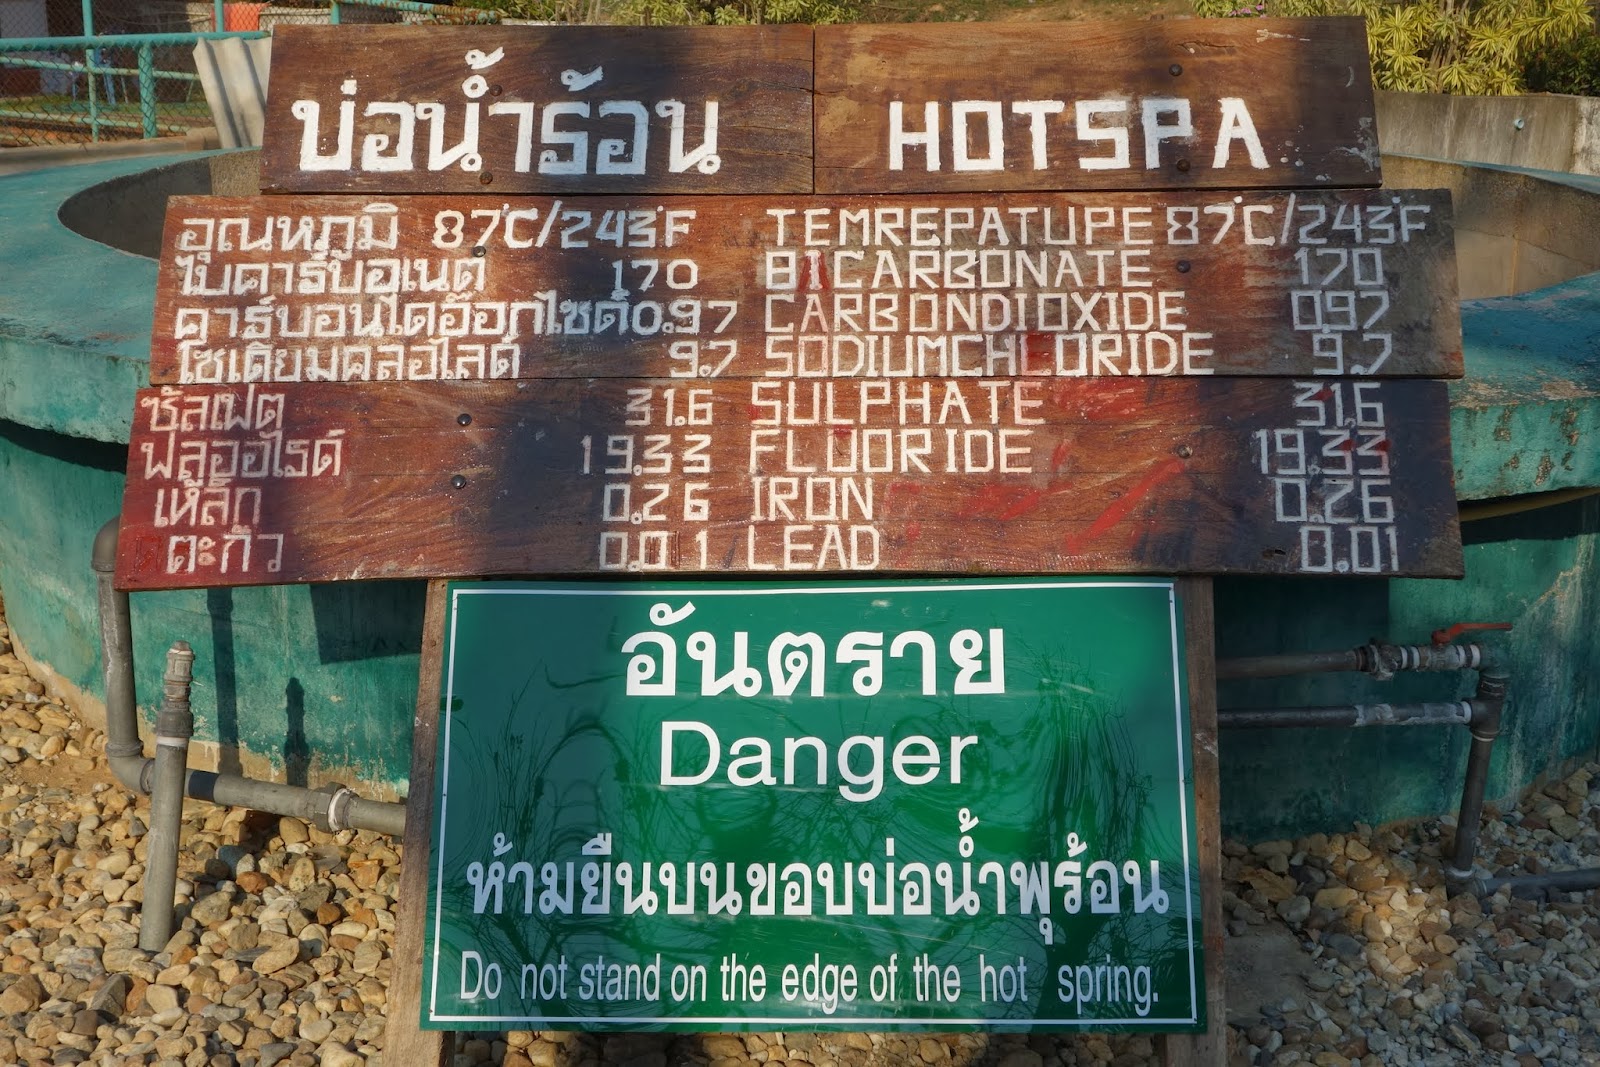 บ่อน้ำร้อน HOTSPA
อุณหภูมิ 87°C/243°F TEMREPATUPE 87°C/243°F
ไบคาร์บอเนต 170 BICARBONATE 170
คาร์บอนไดอ๊อกไซด์ 0.97 CARBONDIOXIDE 0.97
โซเดียมคลอไลด์ 9.7 SODIUMCHLORIDE 9.7
ซัลเฟต 31.6 SULPHATE 31.6
ฟลูออไรด์ 19.33 FLUORIDE 19.33
เหล็ก 0.26 IRON 0.26
ตะกั่ว 0.01 LEAD 0.01
อันตราย
Danger
ห้ามยืนบนขอบบ่อน้ำพุร้อน
Do not stand on the edge of the hot spring.